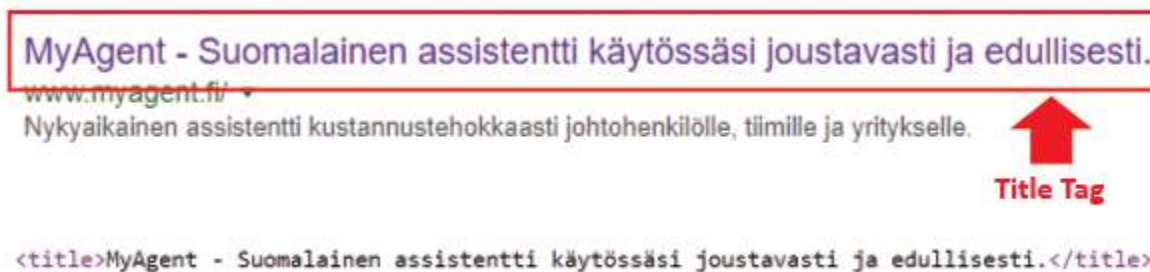 MyAgent - Suomalainen assistentti käytössäsi joustavasti ja edullisesti.
www.myagent.fi/
Nykyaikainen assistentti kustannustehokkaasti johtohenkilölle, tiimille ja yritykselle.
Title Tag
<title>MyAgent - Suomalainen assistentti käytössäsi joustavasti ja edullisesti.</title>